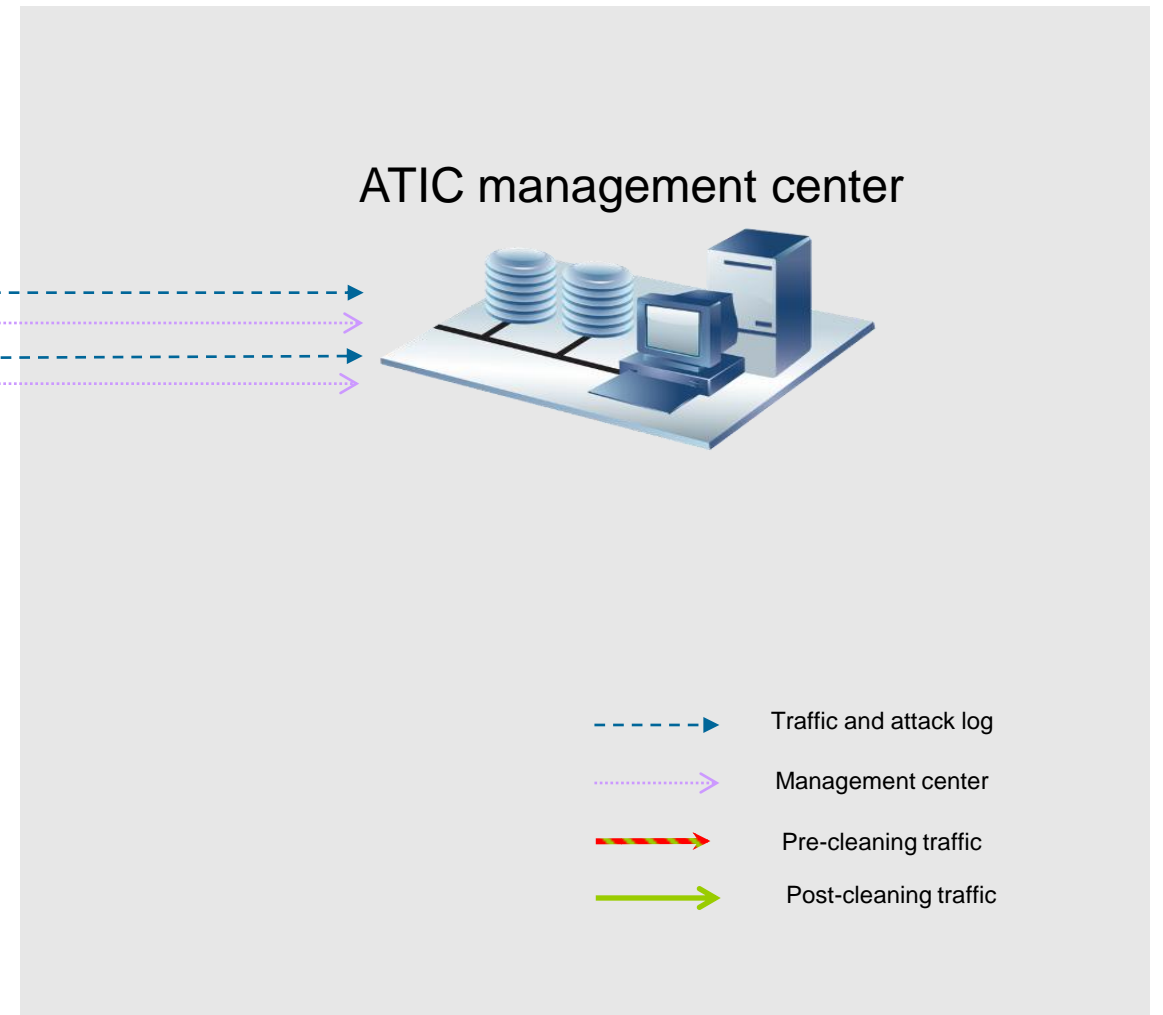 ATIC management center
Traffic and attack log
Management center
Pre-cleaning traffic
Post-cleaning traffic